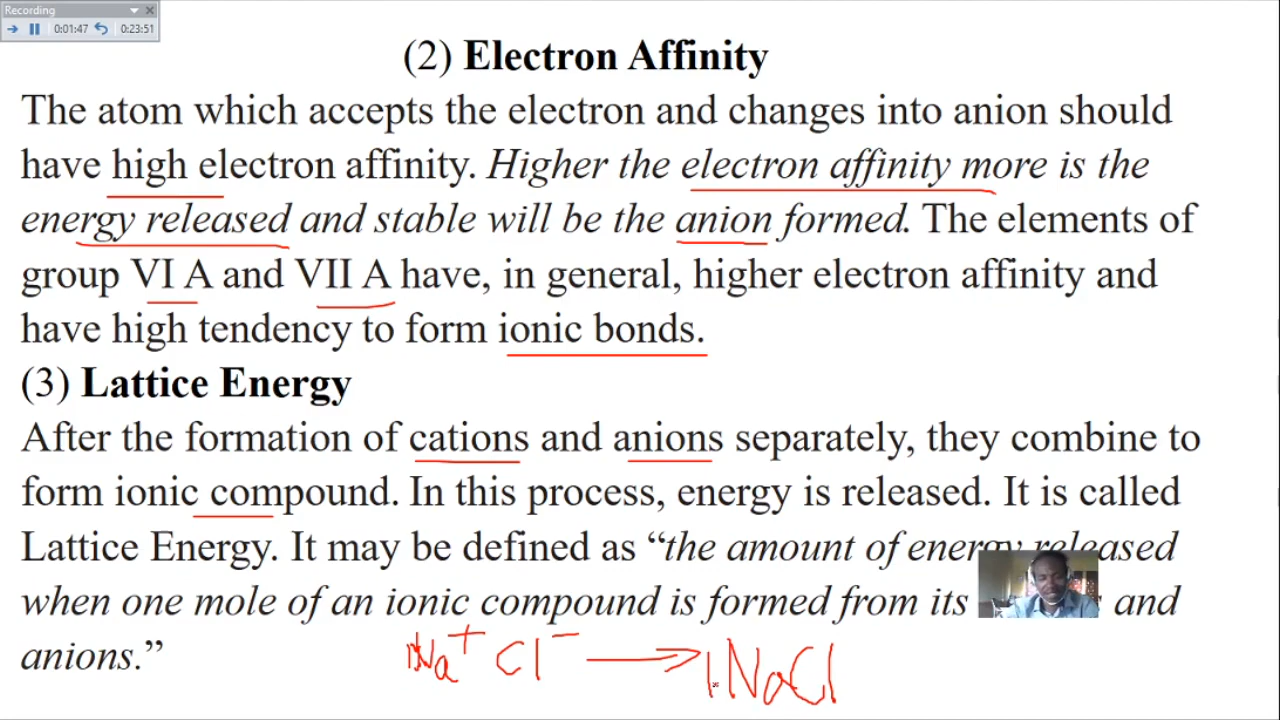 Recording
0:01:47 0:23:51
(2) Electron Affinity
The atom which accepts the electron and changes into anion should
have high electron affinity. Higher the electron affinity more is the
energy released and stable will be the anion formed. The elements of
group VI A and VII A have, in general, higher electron affinity and
have high tendency to form ionic bonds.
(3) Lattice Energy
After the formation of cations and anions separately, they combine to
form ionic compound. In this process, energy is released. It is called
Lattice Energy. It may be defined as “the amount of energy released
when one mole of an ionic compound is formed from its and
anions.”
Na⁺ Cl⁻ → 1NaCl